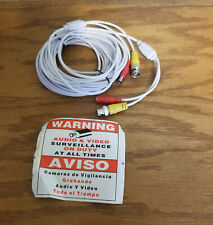 WARNING
AUDIO & VIDEO
SURVEILLANCE
ON DUTY
AT ALL TIMES
AVISO
Camaras de Vigilancia
Grabando
Audio Y Video
Todo el Tiempo